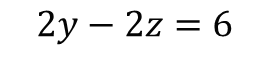 2y − 2z = 6